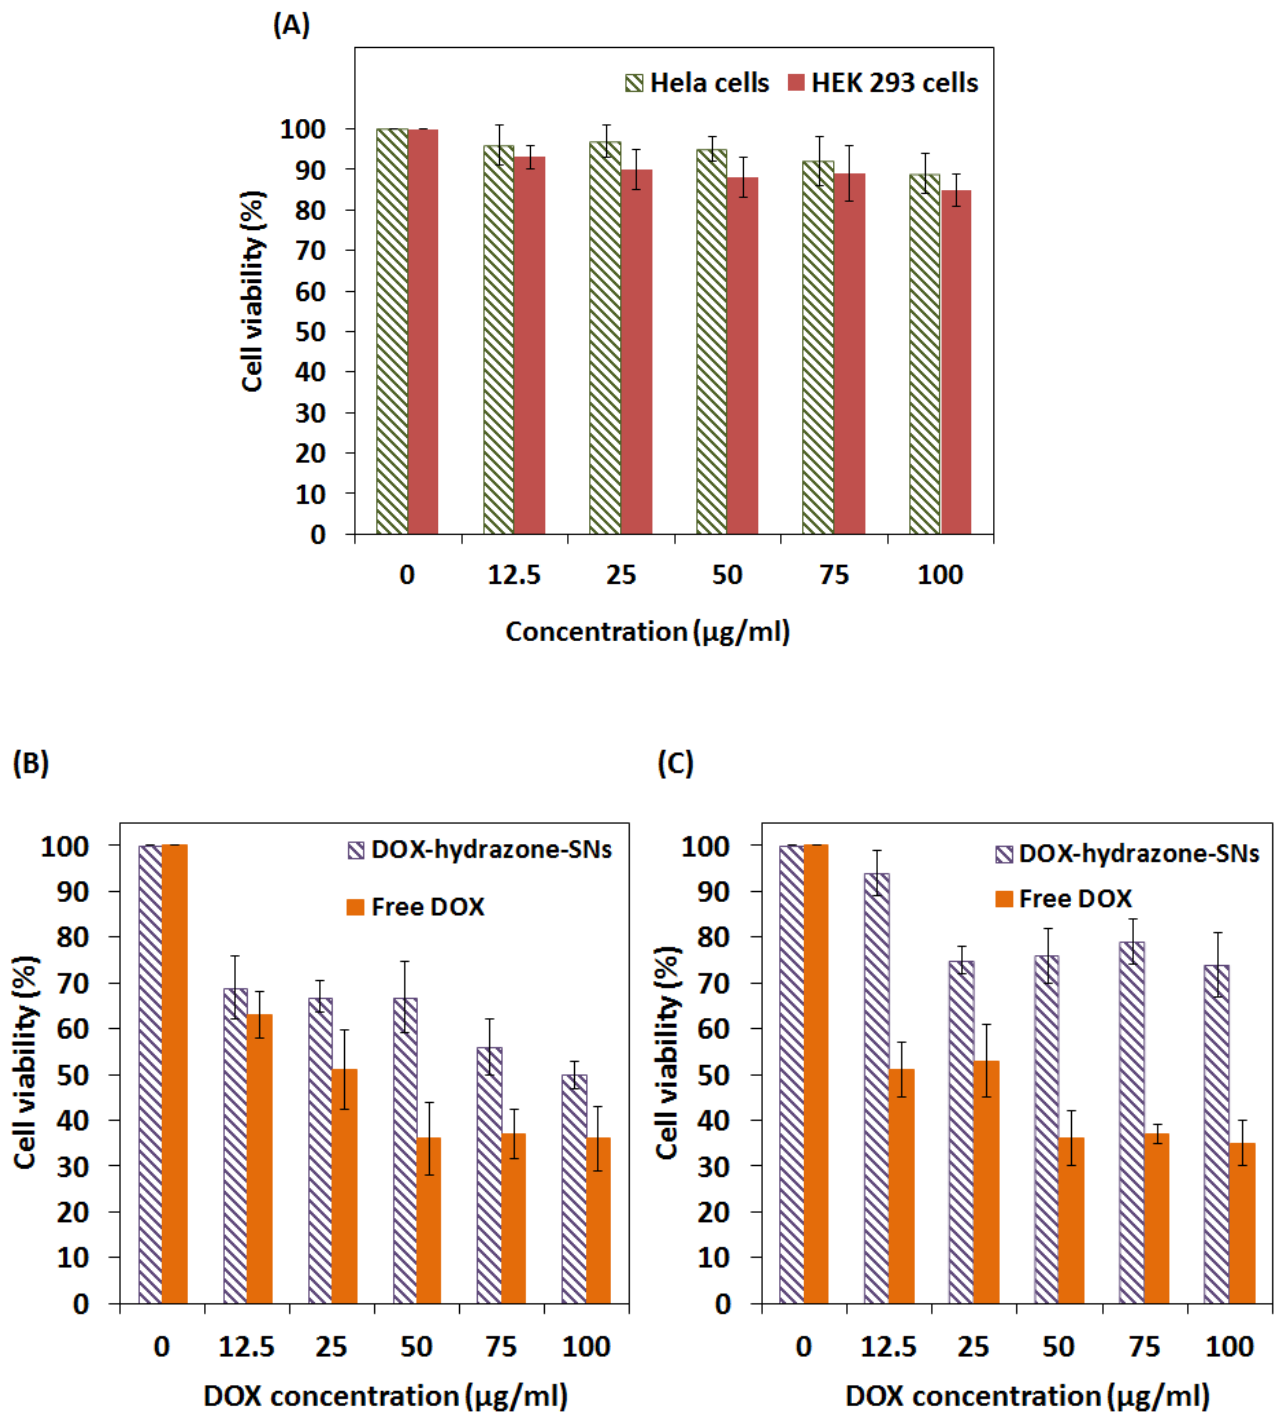 (A)
Hela cells HEK 293 cells
100
90
80
70
60
50
40
30
20
10
0
Cell viability (%)
0 12.5 25 50 75 100
Concentration (µg/ml)
(B)
DOX-hydrazone-SNs
Free DOX
100
90
80
70
60
50
40
30
20
10
0
Cell viability (%)
0 12.5 25 50 75 100
DOX concentration (µg/ml)
(C)
DOX-hydrazone-SNs
Free DOX
100
90
80
70
60
50
40
30
20
10
0
Cell viability (%)
0 12.5 25 50 75 100
DOX concentration (µg/ml)